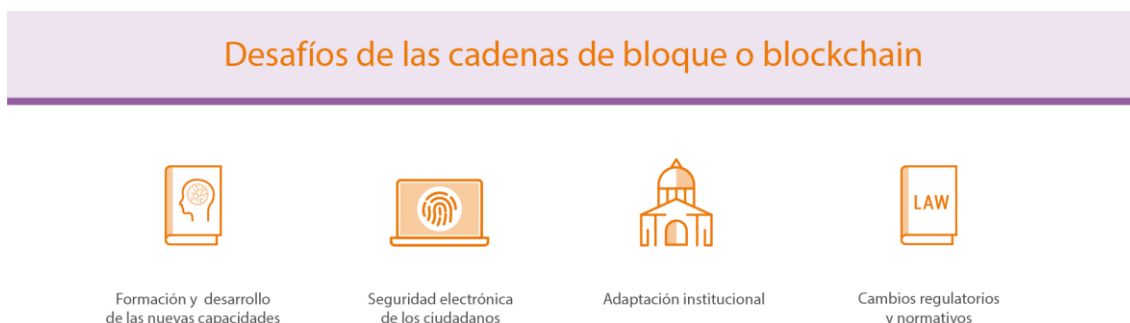 Desafíos de las cadenas de bloque o blockchain
LAW
Formación y desarrollo
de las nuevas capacidades
Seguridad electrónica
de los ciudadanos
Adaptación institucional
Cambios regulatorios
y normativos